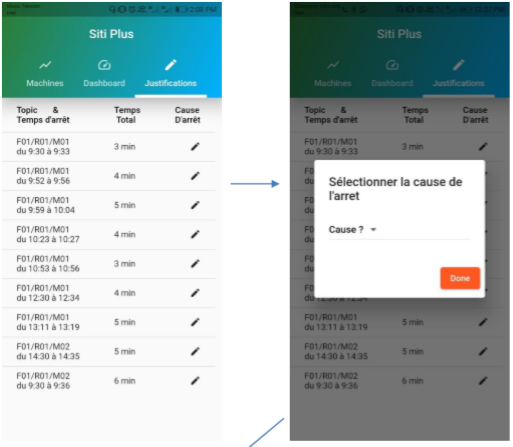 2:08 PM
Siti Plus
Machines Dashboard Justifications
Topic & Temps Cause
Temps d'arrêt Total D'arrêt
F01/R01/M01
du 9:30 à 9:33 3 min
F01/R01/M01
du 9:52 à 9:56 4 min
F01/R01/M01
du 9:59 à 10:04 5 min
F01/R01/M01
du 10:23 à 10:27 4 min
F01/R01/M01
du 10:53 à 10:56 3 min
F01/R01/M01
du 12:30 à 12:34 4 min
F01/R01/M01
du 13:11 à 13:19 5 min
F01/R01/M02
du 14:30 à 14:35 5 min
F01/R01/M02
du 9:30 à 9:36 6 min
Siti Plus
Machines Dashboard Justifications
Topic & Temps Cause
Temps d'arrêt Total D'arrêt
F01/R01/M01
du 9:30 à 9:33 3 min
Sélectionner la cause de
l'arret
Cause ?
Done
du 12:30 à 12:34
F01/R01/M01
du 13:11 à 13:19 5 min
F01/R01/M02
du 14:30 à 14:35 5 min
F01/R01/M02
du 9:30 à 9:36 6 min